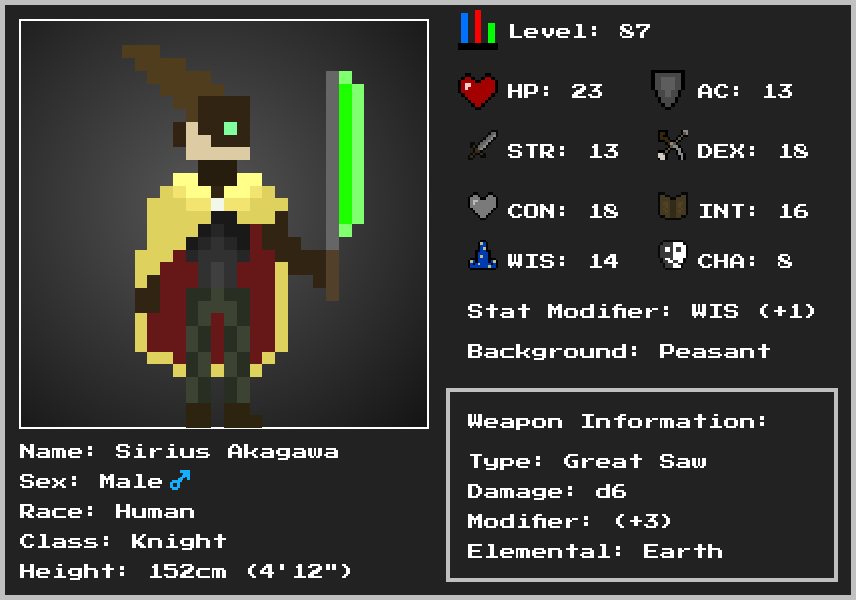 Level: 87
HP: 23 AC: 13
STR: 13 DEX: 18
CON: 18 INT: 16
WIS: 14 CHA: 8
Stat Modifier: WIS (+1)
Background: Peasant
Weapon Information:
Type: Great Saw
Damage: d6
Modifier: (+3)
Elemental: Earth
Name: Sirius Akagawa
Sex: Male♂
Race: Human
Class: Knight
Height: 152cm (4'12")